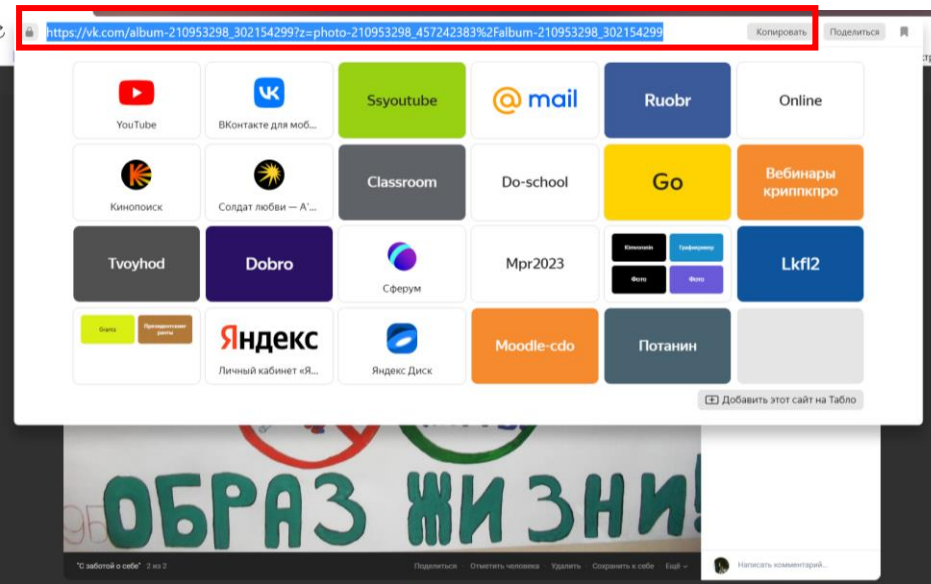 https://vk.com/album-210953298_302154299?z=photo-210953298_457242383%2Falbum-210953298_302154299
Копировать
Поделиться
YouTube
ВКонтакте для моб...
Ssyoutube
@mail
Ruobr
Online
Кинопоиск
Солдат любви — А'...
Classroom
Do-school
Go
Вебинары
криппкпро
Tvoyhod
Dobro
Сферум
Mpr2023
Кинопоиск
Графикпикер
Фото
Фото
Lkfl2
Grants
Президентские
гранты
Яндекс
Личный кабинет «Я...
Яндекс Диск
Moodle-cdo
Потанин
Добавить этот сайт на Табло
ОБРАЗ ЖИЗНИ!
"С заботой о себе" 2 из 2
Поделиться Отметить человека Удалить Сохранить к себе Ещё
Написать комментарий...